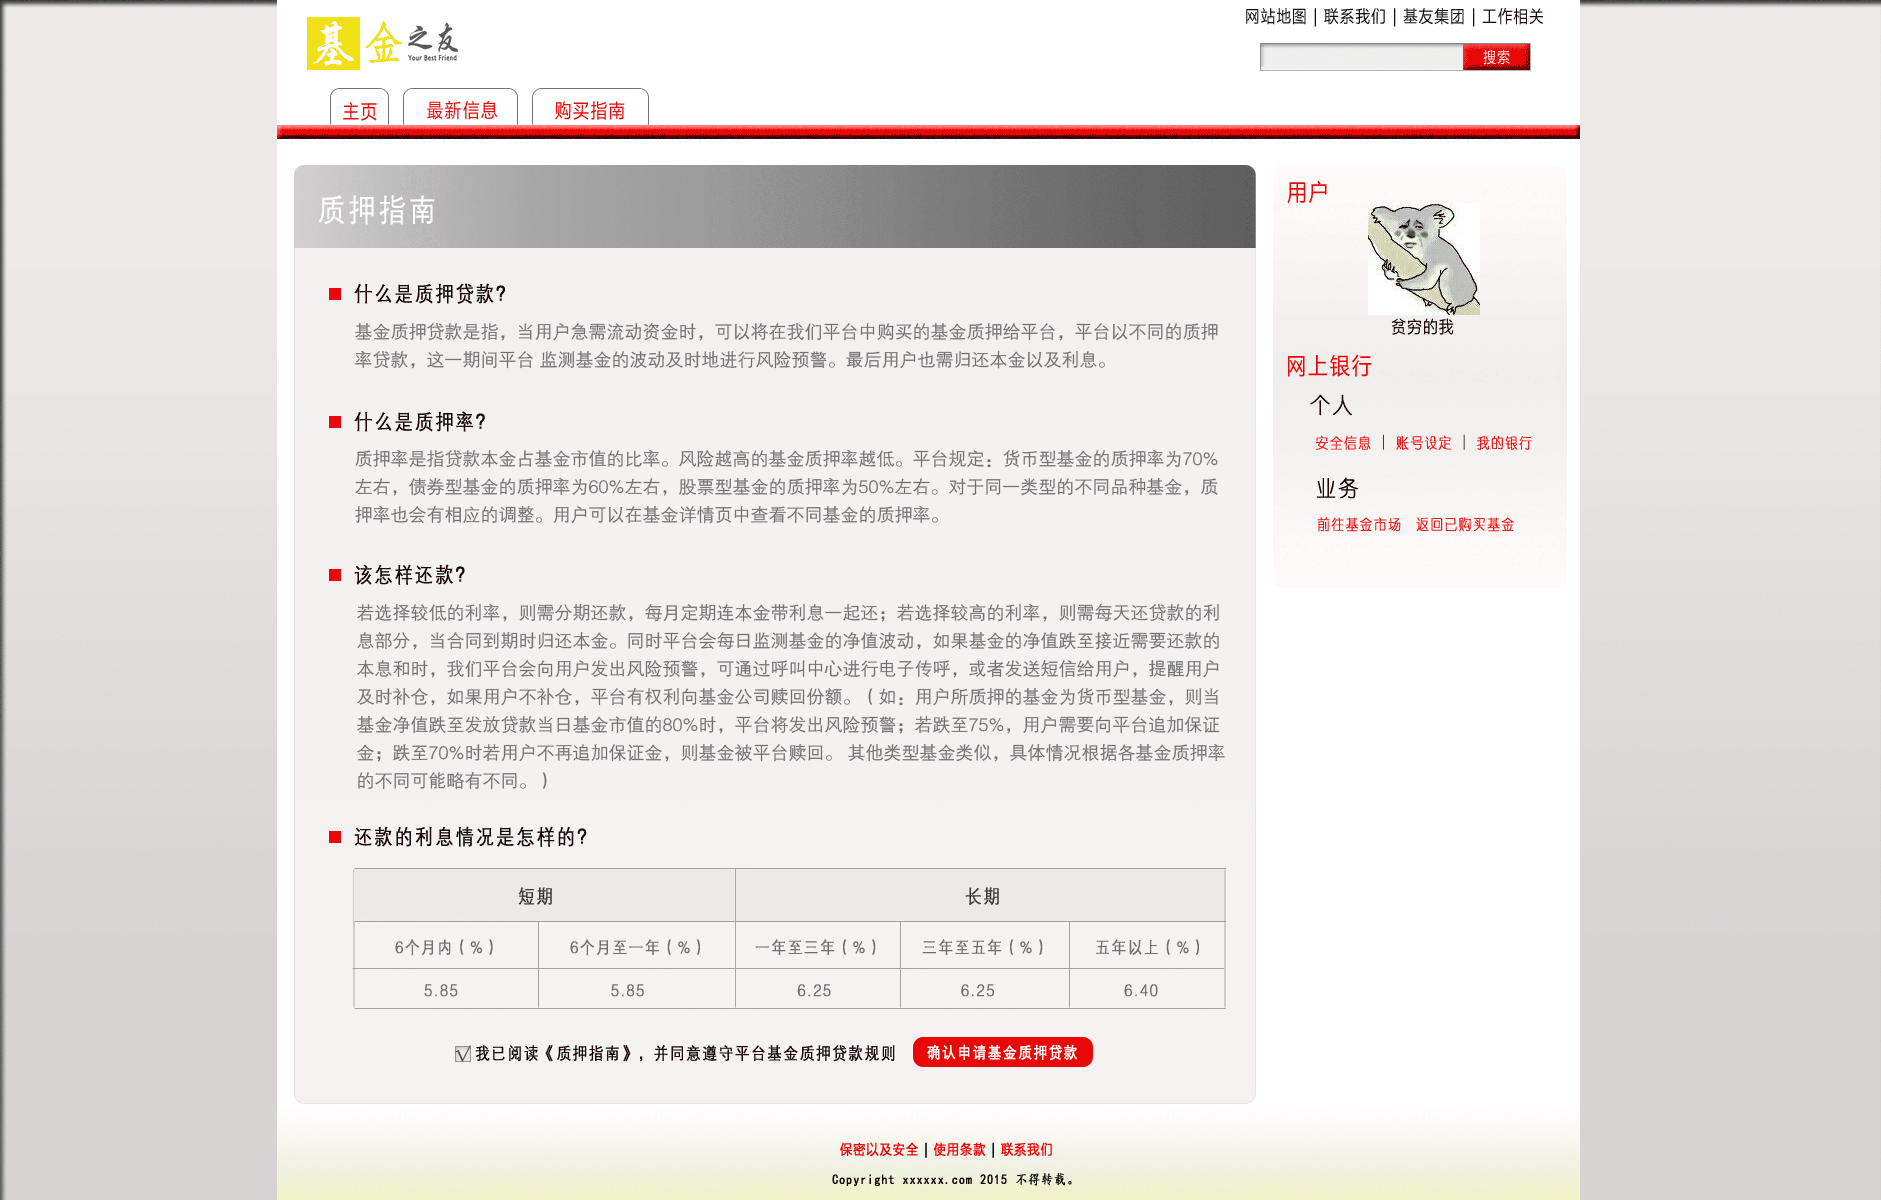 网站地图 | 联系我们 | 基友集团 | 工作相关
基金之友
Your Best Friend
搜索
主页 最新信息 购买指南
质押指南
什么是质押贷款?
基金质押贷款是指，当用户急需流动资金时，可以将在我们平台中购买的基金质押给平台，平台以不同的质押
率贷款，这一期间平台 监测基金的波动及时地进行风险预警。最后用户也需归还本金以及利息。
什么是质押率?
质押率是指贷款本金占基金市值的比率。风险越高的基金质押率越低。平台规定：货币型基金的质押率为70%
左右，债券型基金的质押率为60%左右，股票型基金的质押率为50%左右。对于同一类型的不同品种基金，质
押率也会有相应的调整。用户可以在基金详情页中查看不同基金的质押率。
该怎样还款?
若选择较低的利率，则需分期还款，每月定期连本金带利息一起还；若选择较高的利率，则需每天还贷款的利
息部分，当合同到期时归还本金。同时平台会每日监测基金的净值波动，如果基金的净值跌至接近需要还款的
本息和时，我们平台会向用户发出风险预警，可通过呼叫中心进行电子传呼，或者发送短信给用户，提醒用户
及时补仓，如果用户不补仓，平台有权利向基金公司赎回份额。（如：用户所质押的基金为货币型基金，则当
基金净值跌至发放贷款当日基金市值的80%时，平台将发出风险预警；若跌至75%，用户需要向平台追加保证
金；跌至70%时若用户不再追加保证金，则基金被平台赎回。 其他类型基金类似，具体情况根据各基金质押率
的不同可能略有不同。）
还款的利息情况是怎样的?
短期 长期
6个月内（%） 6个月至一年（%） 一年至三年（%） 三年至五年（%） 五年以上（%）
5.85 5.85 6.25 6.25 6.40
我已阅读《质押指南》，并同意遵守平台基金质押贷款规则 确认申请基金质押贷款
用户
贫穷的我
网上银行
个人
安全信息 | 账号设定 | 我的银行
业务
前往基金市场 返回已购买基金
保密以及安全 | 使用条款 | 联系我们
Copyright xxxxxx.com 2015 不得转载。